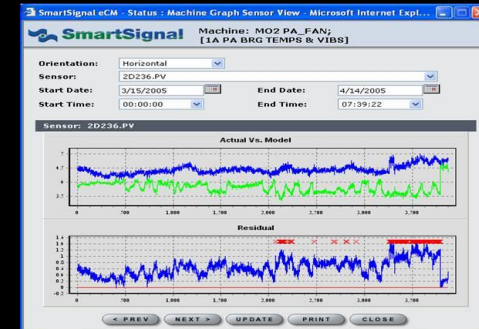 SmartSignal eCM - Status : Machine Graph Sensor View - Microsoft Internet Expl...
SmartSignal
Machine: MO2 PA_FAN;
[1A PA BRG TEMPS & VIBS]
Orientation: Horizontal
Sensor: 2D236.PV
Start Date: 3/15/2005 End Date: 4/14/2005
Start Time: 00:00:00 End Time: 07:39:22
Sensor: 2D236.PV
Actual Vs. Model
Residual
< PREV NEXT > UPDATE PRINT CLOSE